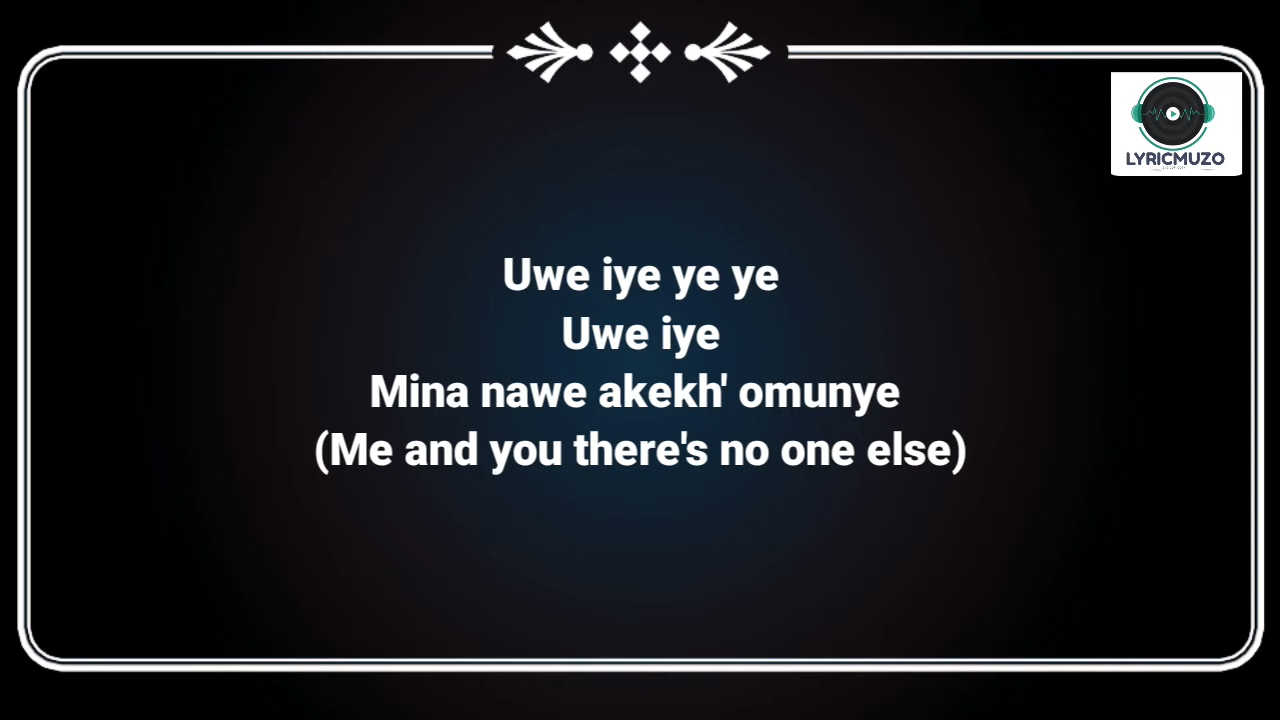 LYRICMUZO
Uwe iye ye ye
Uwe iye
Mina nawe akekh' omunye
(Me and you there's no one else)